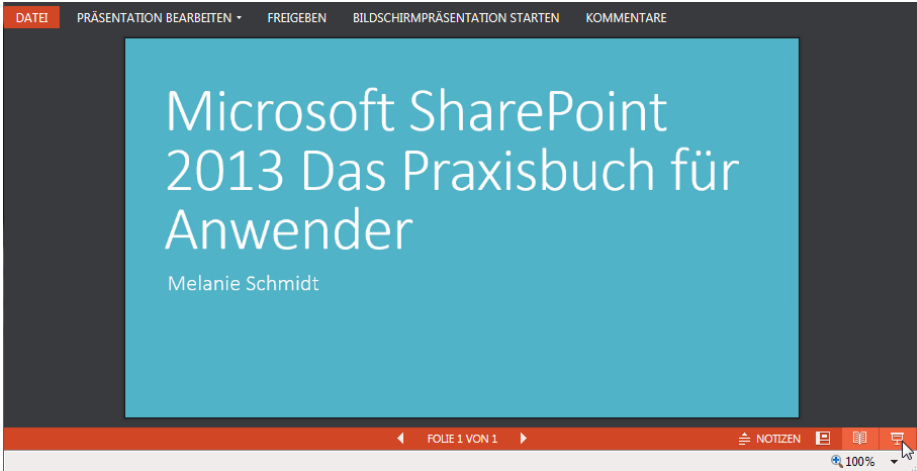 DATEI PRÄSENTATION BEARBEITEN FREIGEBEN BILDSCHIRMPRÄSENTATION STARTEN KOMMENTARE
Microsoft SharePoint
2013 Das Praxisbuch für
Anwender
Melanie Schmidt
FOLIE 1 VON 1 NOTIZEN
100%